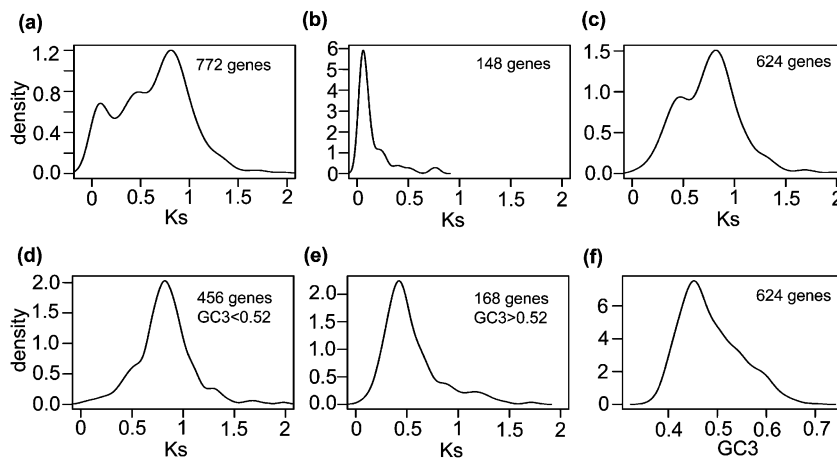 (a)
772 genes
density
1.2
0.8
0.4
0.0
0 0.5 1 1.5 2
Ks
(b)
148 genes
6
5
4
3
2
1
0
0 0.5 1 1.5 2
Ks
(c)
624 genes
1.5
1.0
0.5
0.0
0 0.5 1 1.5 2
Ks
(d)
456 genes
GC3<0.52
density
2.0
1.5
1.0
0.5
0.0
0 0.5 1 1.5 2
Ks
(e)
168 genes
GC3>0.52
2.0
1.5
1.0
0.5
0.0
0 0.5 1 1.5 2
Ks
(f)
624 genes
6
4
2
0
0.4 0.5 0.6 0.7
GC3